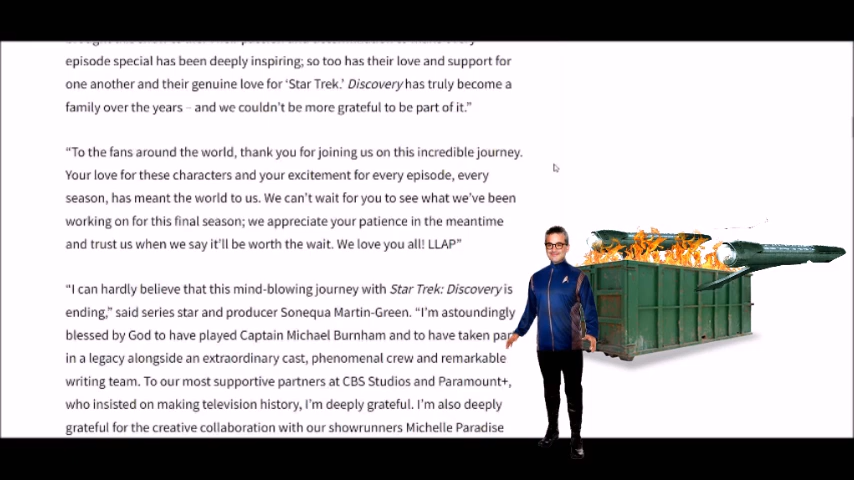 episode special has been deeply inspiring; so too has their love and support for
one another and their genuine love for ‘Star Trek.’ Discovery has truly become a
family over the years – and we couldn’t be more grateful to be part of it.”
“To the fans around the world, thank you for joining us on this incredible journey.
Your love for these characters and your excitement for every episode, every
season, has meant the world to us. We can’t wait for you to see what we’ve been
working on for this final season; we appreciate your patience in the meantime
and trust us when we say it’ll be worth the wait. We love you all! LLAP”
“I can hardly believe that this mind-blowing journey with Star Trek: Discovery is
ending,” said series star and producer Sonequa Martin-Green. “I’m astoundingly
blessed by God to have played Captain Michael Burnham and to have taken part
in a legacy alongside an extraordinary cast, phenomenal crew and remarkable
writing team. To our most supportive partners at CBS Studios and Paramount+,
who insisted on making television history, I’m deeply grateful. I’m also deeply
grateful for the creative collaboration with our showrunners Michelle Paradise